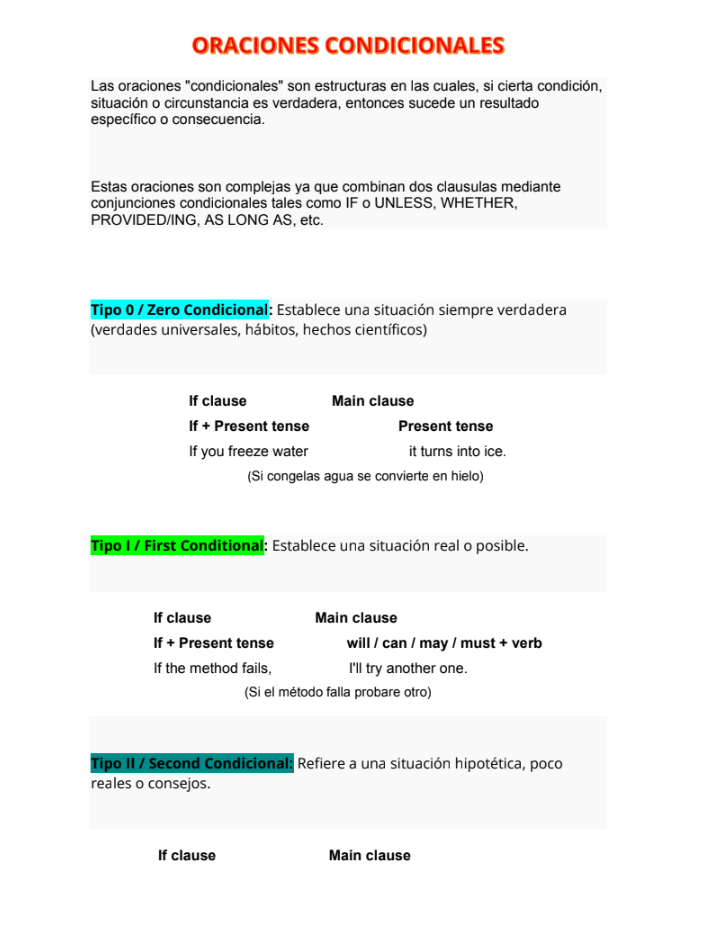 ORACIONES CONDICIONALES
Las oraciones "condicionales" son estructuras en las cuales, si cierta condición,
situación o circunstancia es verdadera, entonces sucede un resultado
específico o consecuencia.
Estas oraciones son complejas ya que combinan dos clausulas mediante
conjunciones condicionales tales como IF o UNLESS, WHETHER,
PROVIDED/ING, AS LONG AS, etc.
Tipo 0 / Zero Condicional: Establece una situación siempre verdadera
(verdades universales, hábitos, hechos científicos)
If clause Main clause
If + Present tense Present tense
If you freeze water it turns into ice.
(Si congelas agua se convierte en hielo)
Tipo I / First Conditional: Establece una situación real o posible.
If clause Main clause
If + Present tense will / can / may / must + verb
If the method fails, I'll try another one.
(Si el método falla probare otro)
Tipo II / Second Condicional: Refiere a una situación hipotética, poco
reales o consejos.
If clause Main clause